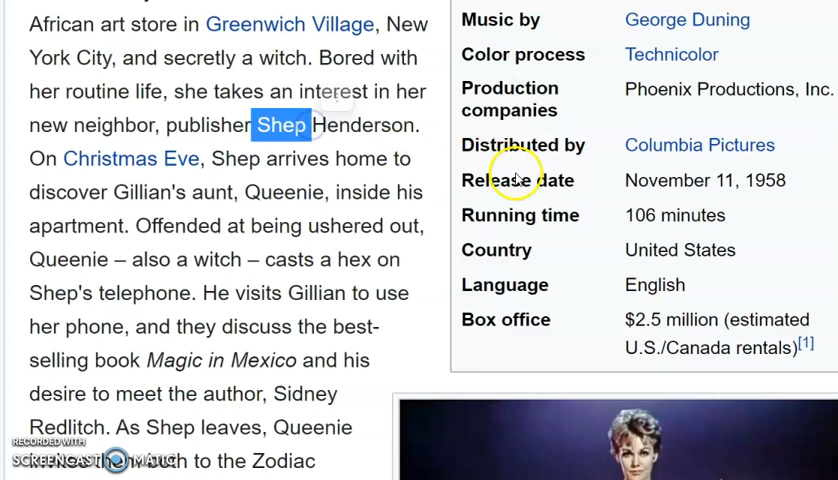 African art store in Greenwich Village, New
York City, and secretly a witch. Bored with
her routine life, she takes an interest in her
new neighbor, publisher Shep Henderson.
On Christmas Eve, Shep arrives home to
discover Gillian's aunt, Queenie, inside his
apartment. Offended at being ushered out,
Queenie – also a witch – casts a hex on
Shep's telephone. He visits Gillian to use
her phone, and they discuss the best-
selling book Magic in Mexico and his
desire to meet the author, Sidney
Redlitch. As Shep leaves, Queenie
them both to the Zodiac
RECORDED WITH
SCREENCAST MATIC
Music by George Duning
Color process Technicolor
Production Phoenix Productions, Inc.
companies
Distributed by Columbia Pictures
Release date November 11, 1958
Running time 106 minutes
Country United States
Language English
Box office $2.5 million (estimated
U.S./Canada rentals)[1]